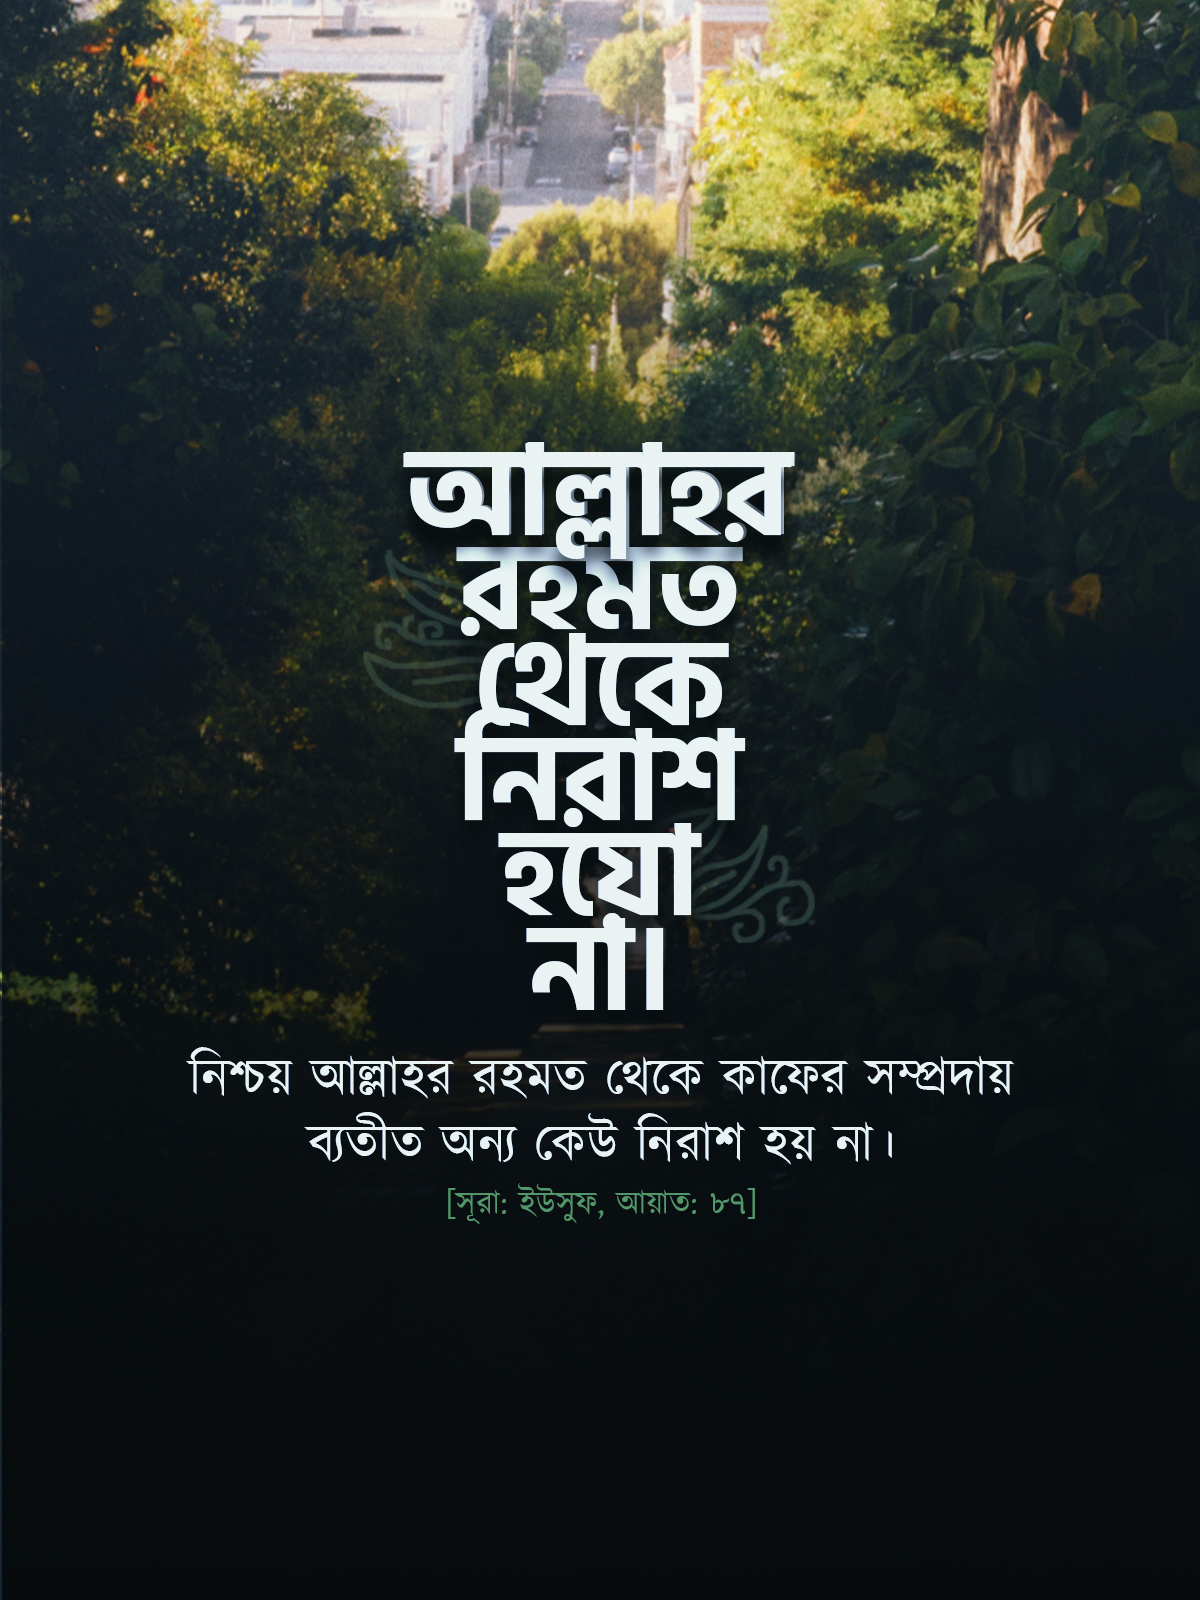 আল্লাহর
রহমত
থেকে
নিরাশ
হয়ো
না।
নিশ্চয় আল্লাহর রহমত থেকে কাফের সম্প্রদায়
ব্যতীত অন্য কেউ নিরাশ হয় না।
[সূরা: ইউসুফ, আয়াত: ৮৭]